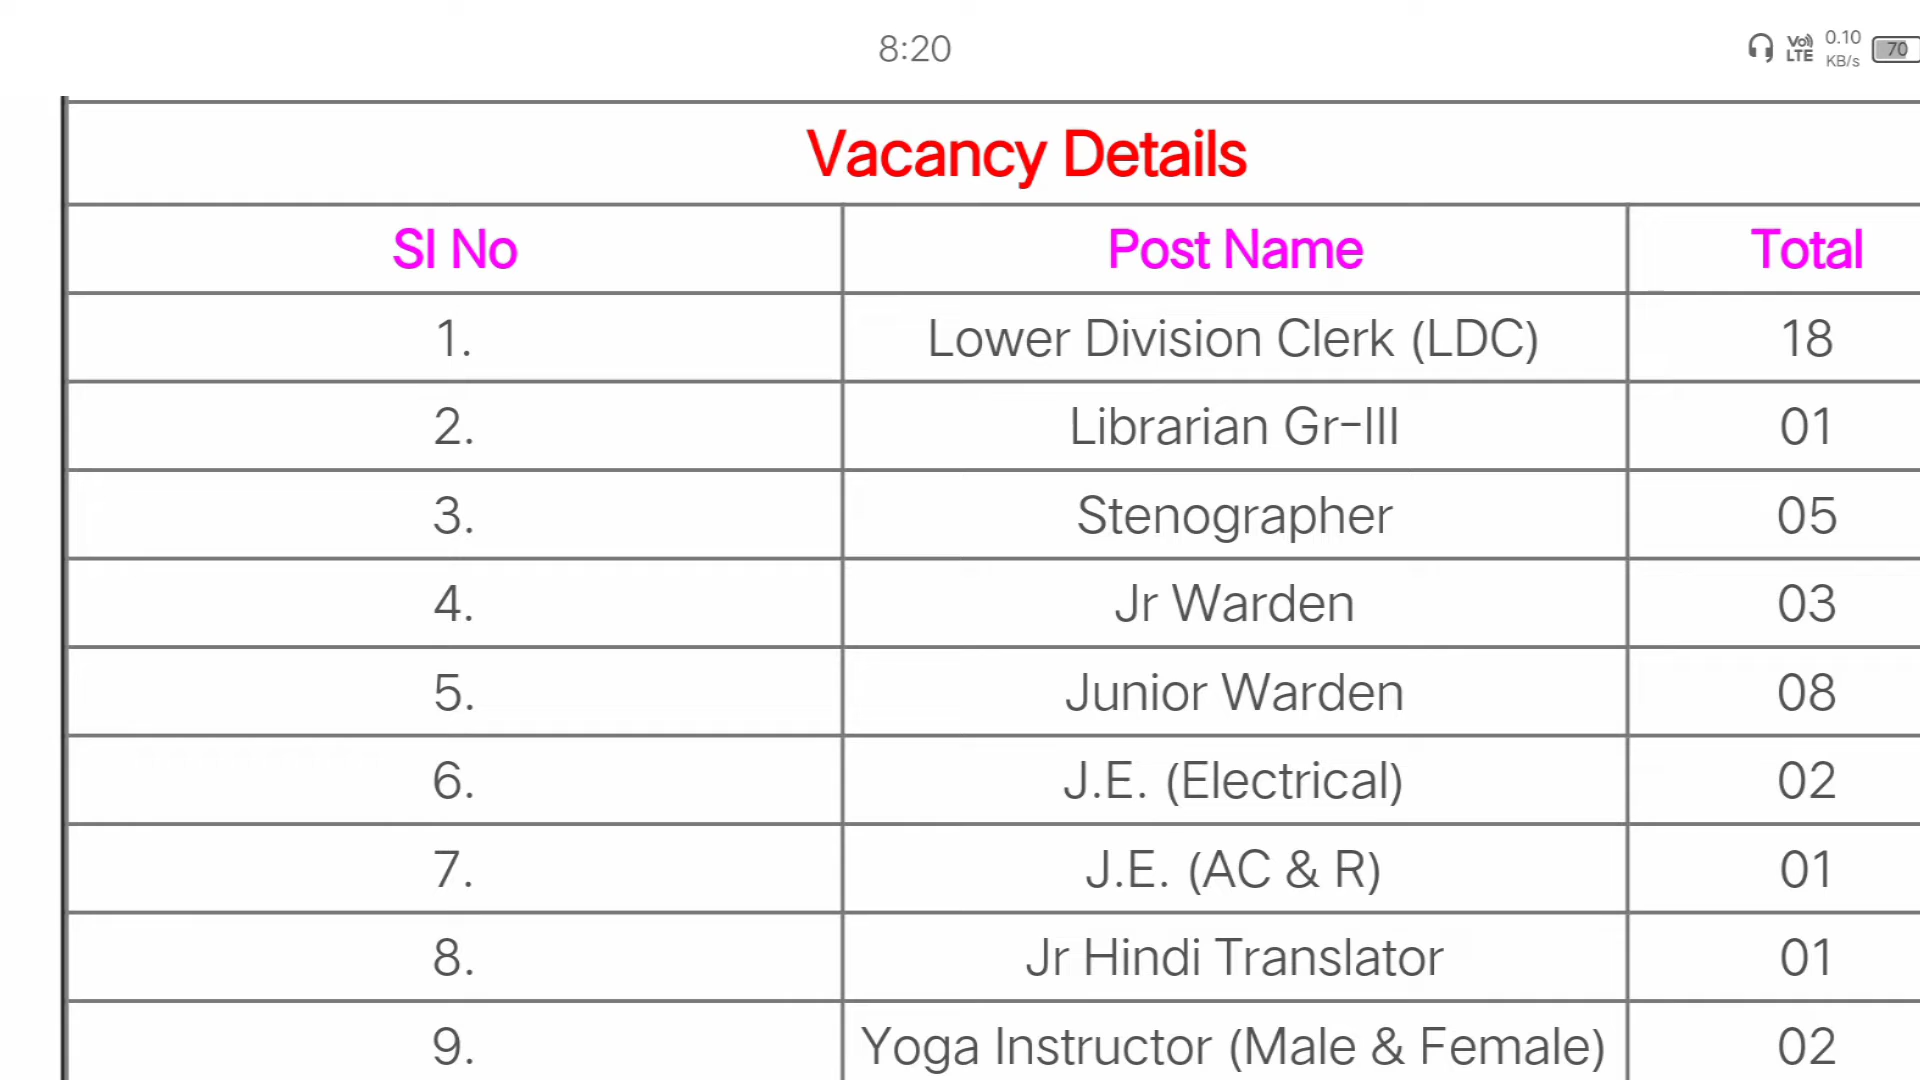 8:20
Vo) LTE 0.10 KB/s 70
Vacancy Details
Sl No Post Name Total
1. Lower Division Clerk (LDC) 18
2. Librarian Gr-III 01
3. Stenographer 05
4. Jr Warden 03
5. Junior Warden 08
6. J.E. (Electrical) 02
7. J.E. (AC & R) 01
8. Jr Hindi Translator 01
9. Yoga Instructor (Male & Female) 02